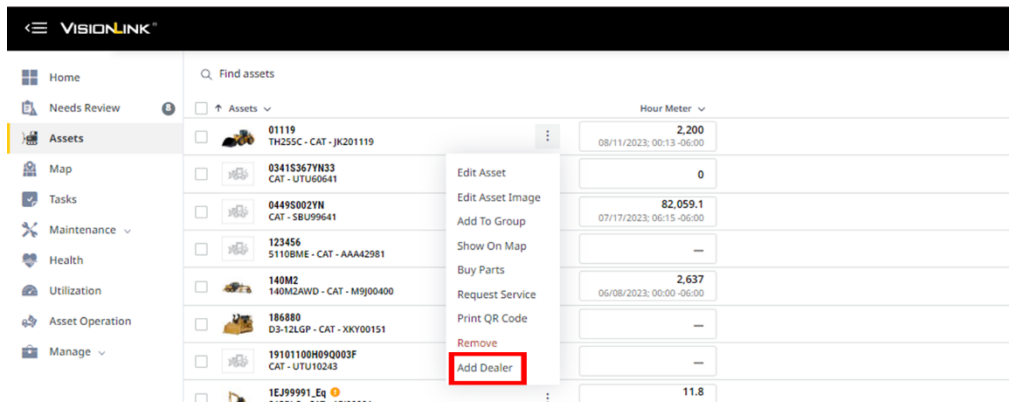 VISIONLINK®
Home
Needs Review 8
Assets
Map
Tasks
Maintenance
Health
Utilization
Asset Operation
Manage
Find assets
Assets
Hour Meter
01119
TH255C - CAT - JK201119
2,200
08/11/2023; 00:13 -06:00
0341S367YN33
CAT - UTU60641
0
0449S002YN
CAT - SBU99641
82,059.1
07/17/2023; 06:15 -06:00
123456
5110BME - CAT - AAA42981
—
140M2
140M2AWD - CAT - M9J00400
2,637
06/08/2023; 00:00 -06:00
186880
D3-12LGP - CAT - XKY00151
—
19101100H09Q003F
CAT - UTU10243
—
1EJ99991_Eq
11.8
Edit Asset
Edit Asset Image
Add To Group
Show On Map
Buy Parts
Request Service
Print QR Code
Remove
Add Dealer